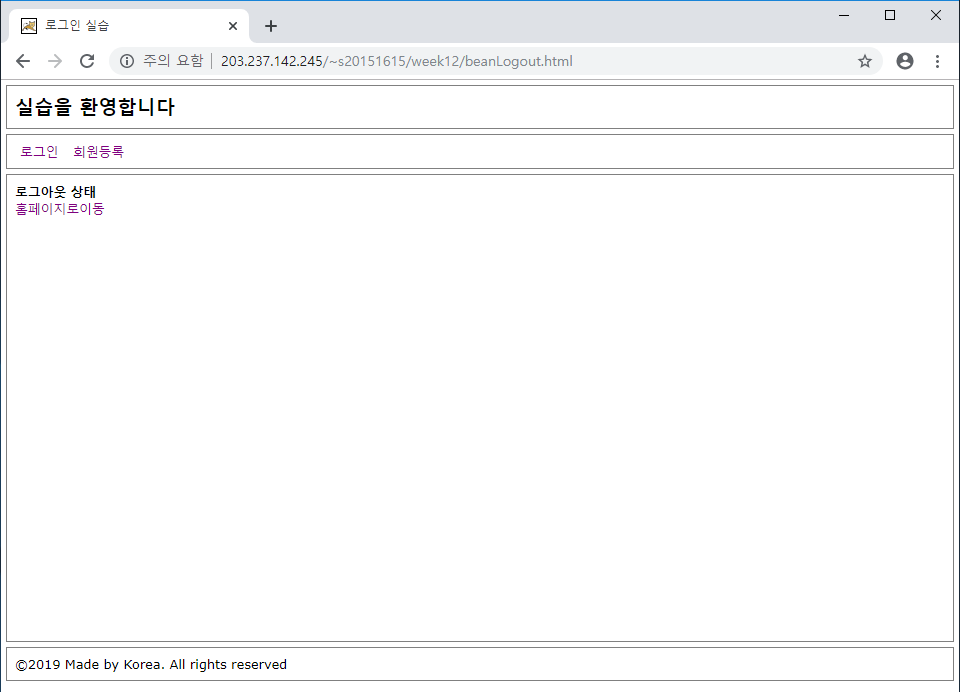 로그인 실습
주의 요함 | 203.237.142.245/~s20151615/week12/beanLogout.html
실습을 환영합니다
로그인 회원등록
로그아웃 상태
홈페이지로이동
©2019 Made by Korea. All rights reserved